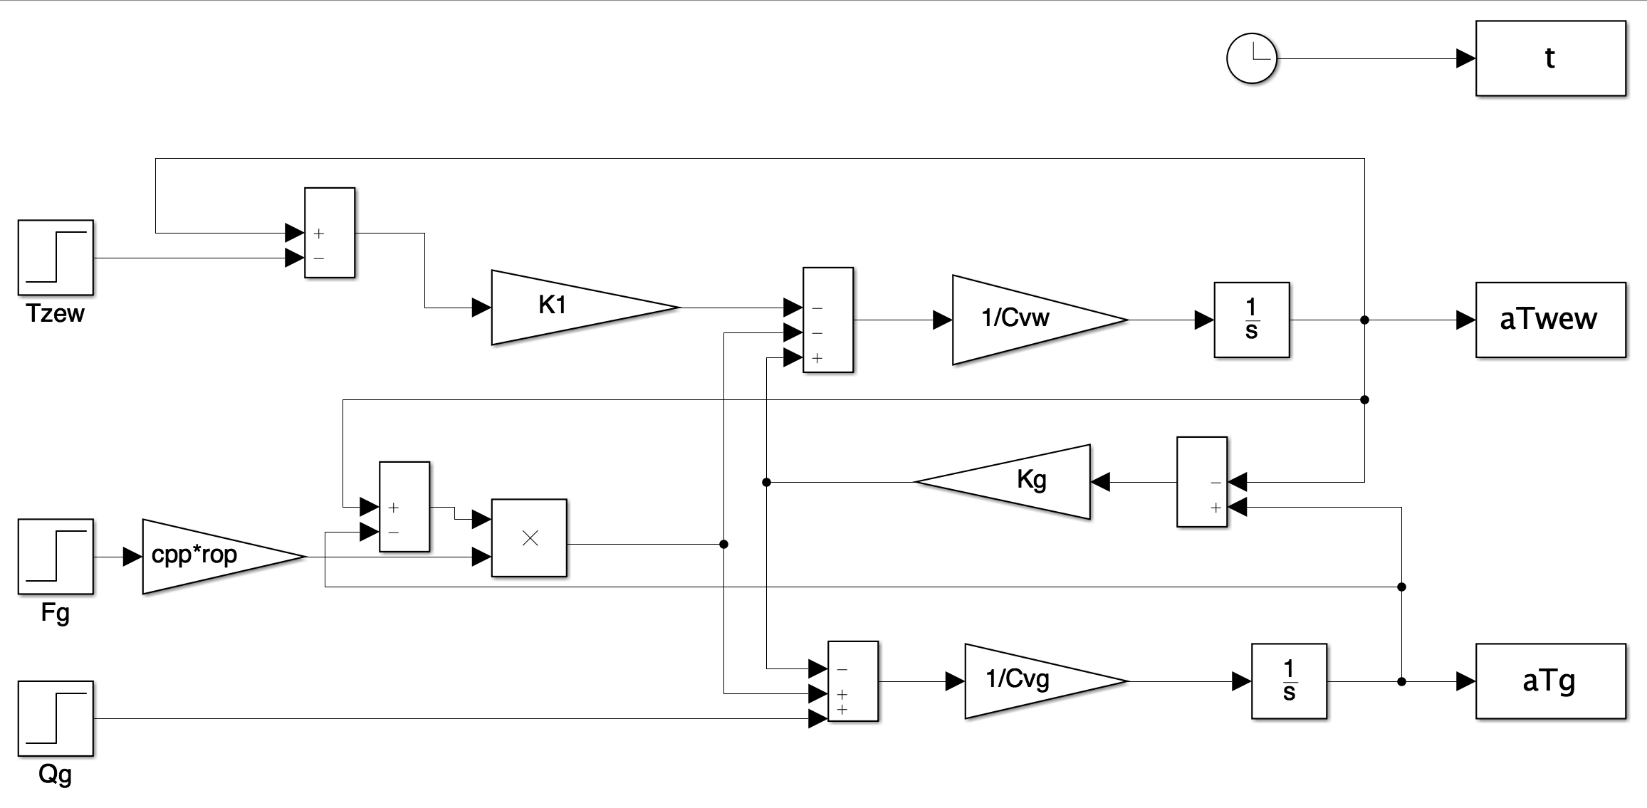 t
+
−
Tzew
K1
−
−
+
1/Cvw
1
s
aTwew
Kg
−
+
+
−
×
cpp*rop
Fg
−
+
+
1/Cvg
1
s
aTg
Qg